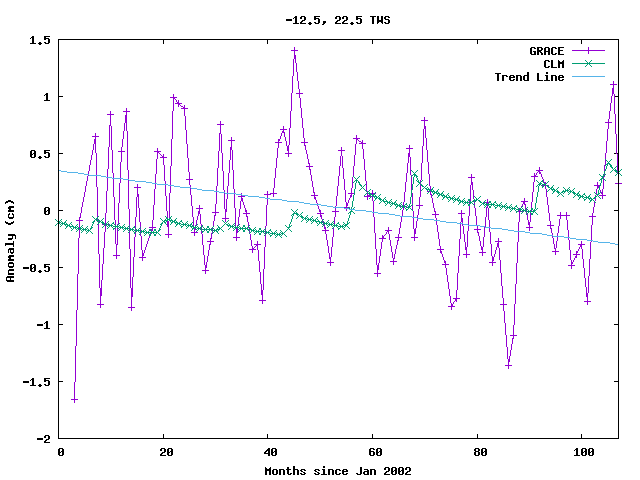 -12.5, 22.5 TWS
GRACE
CLM
Trend Line
1.5
1
0.5
0
-0.5
-1
-1.5
-2
Anomaly (cm)
0 20 40 60 80 100
Months since Jan 2002